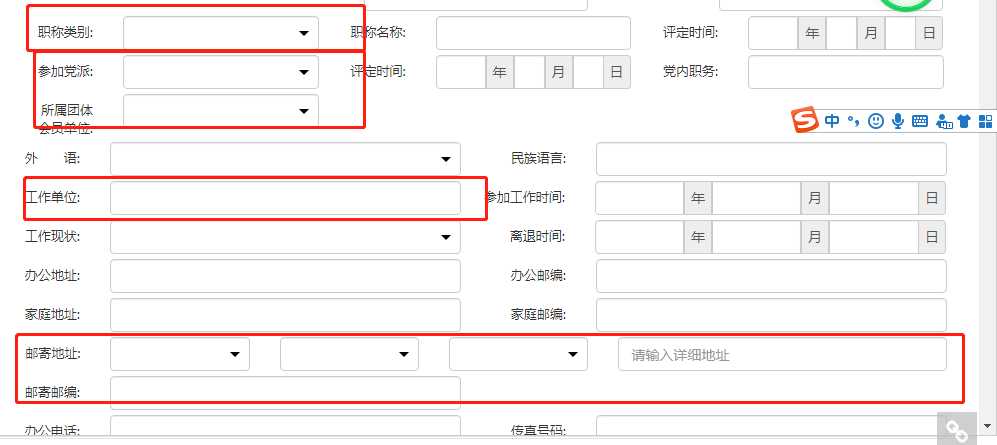 职称类别: 职称名称: 评定时间: 年 月 日
参加党派: 评定时间: 年 月 日 党内职务:
所属团体
会员单位:
S 中
外 语: 民族语言:
工作单位: 参加工作时间: 年 月 日
工作现状: 离退时间: 年 月 日
办公地址: 办公邮编:
家庭地址: 家庭邮编:
邮寄地址: 请输入详细地址
邮寄邮编:
办公电话: 传真号码: